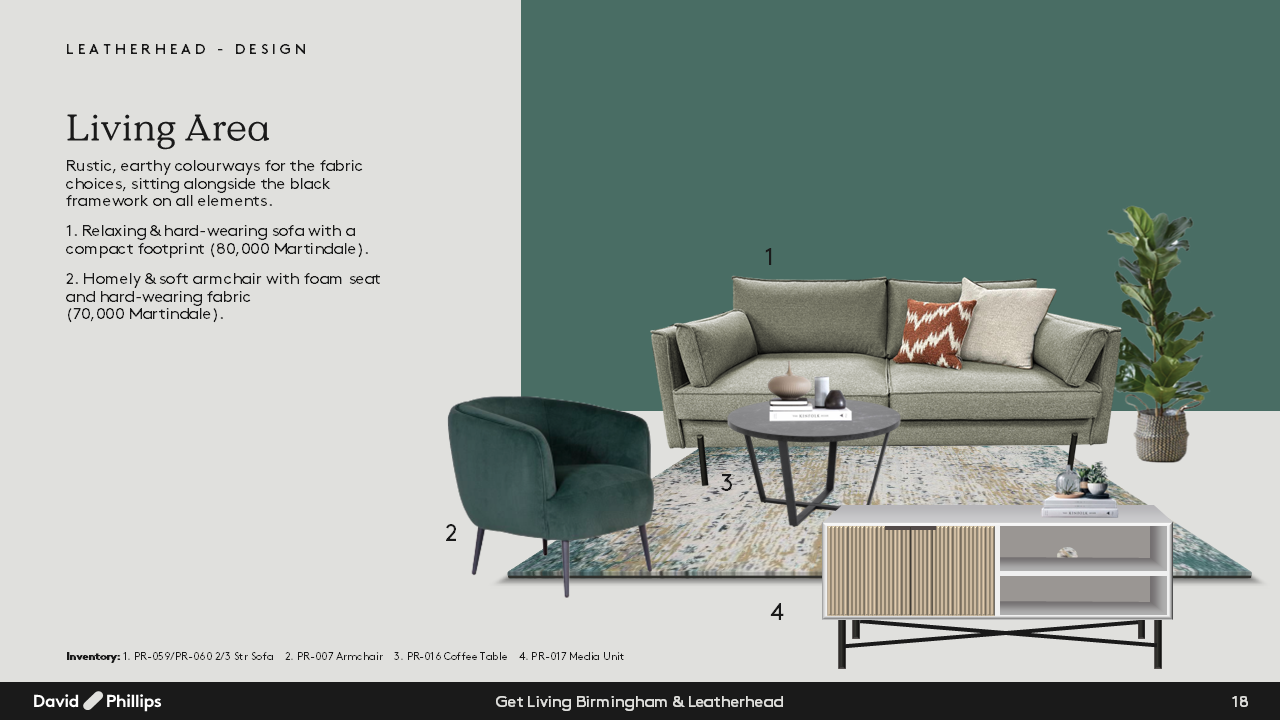 LEATHERHEAD - DESIGN
Living Area
Rustic, earthy colourways for the fabric
choices, sitting alongside the black
framework on all elements.
1. Relaxing & hard-wearing sofa with a
compact footprint (80,000 Martindale).
2. Homely & soft armchair with foam seat
and hard-wearing fabric
(70,000 Martindale).
1
2
3
4
Inventory: 1. PR-059/PR-060 2/3 Str Sofa 2. PR-007 Armchair 3. PR-016 Coffee Table 4. PR-017 Media Unit
David Phillips
Get Living Birmingham & Leatherhead
18